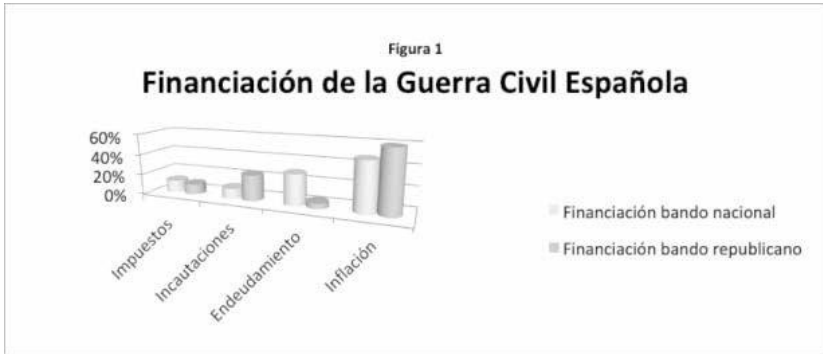 Figura 1
Financiación de la Guerra Civil Española
60%
40%
20%
0%
Impuestos
Incautaciones
Endeudamiento
Inflación
Financiación bando nacional
Financiación bando republicano